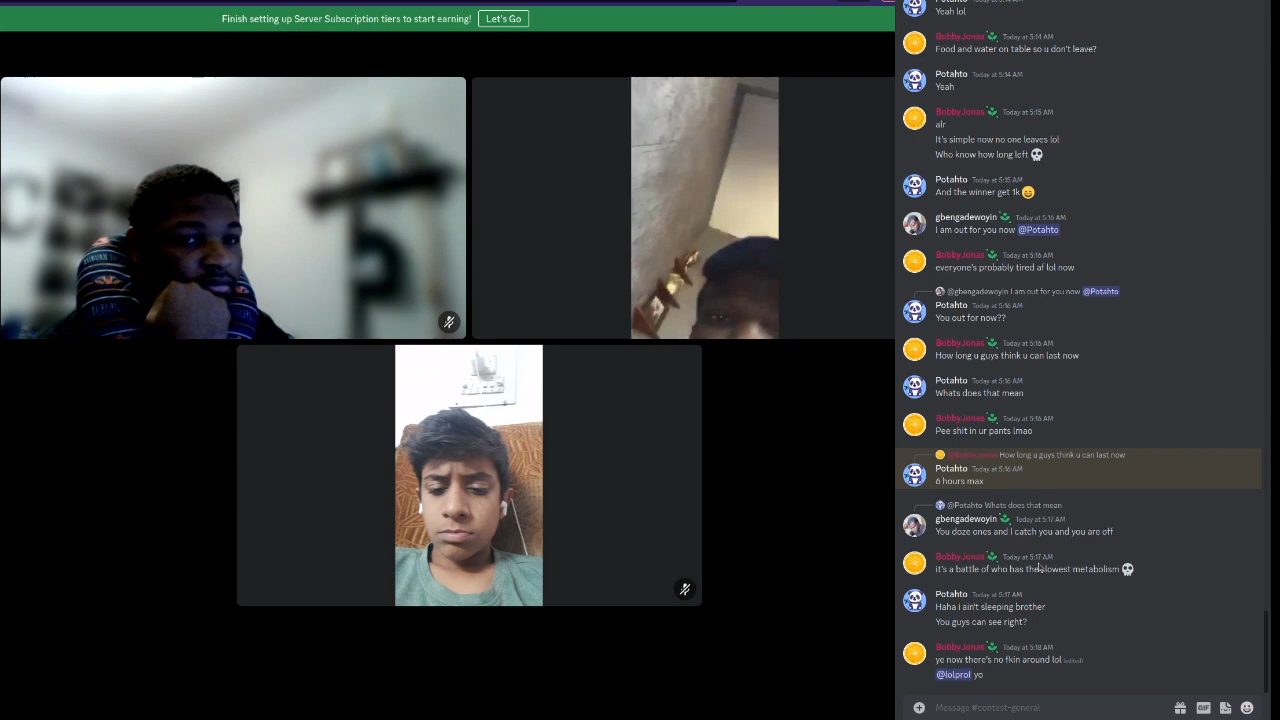 Finish setting up Server Subscription tiers to start earning! Let's Go
Yeah lol
BobbyJonas Today at 5:14 AM
Food and water on table so u don't leave?
Potahto Today at 5:14 AM
Yeah
BobbyJonas Today at 5:15 AM
alr
It's simple now no one leaves lol
Who know how long left 💀
Potahto Today at 5:15 AM
And the winner get 1k 😄
gbengadewoyin Today at 5:16 AM
I am out for you now @Potahto
BobbyJonas Today at 5:16 AM
everyone's probably tired af lol now
@gbengadewoyin I am out for you now @Potahto
Potahto Today at 5:16 AM
You out for now??
BobbyJonas Today at 5:16 AM
How long u guys think u can last now
Potahto Today at 5:16 AM
Whats does that mean
BobbyJonas Today at 5:16 AM
Pee shit in ur pants lmao
@BobbyJonas How long u guys think u can last now
Potahto Today at 5:16 AM
6 hours max
@Potahto Whats does that mean
gbengadewoyin Today at 5:17 AM
You doze ones and I catch you and you are off
BobbyJonas Today at 5:17 AM
it's a battle of who has the slowest metabolism 💀
Potahto Today at 5:17 AM
Haha i ain't sleeping brother
You guys can see right?
BobbyJonas Today at 5:18 AM
ye now there's no fkin around lol (edited)
@lolprol yo
Message #contest-general
GIF